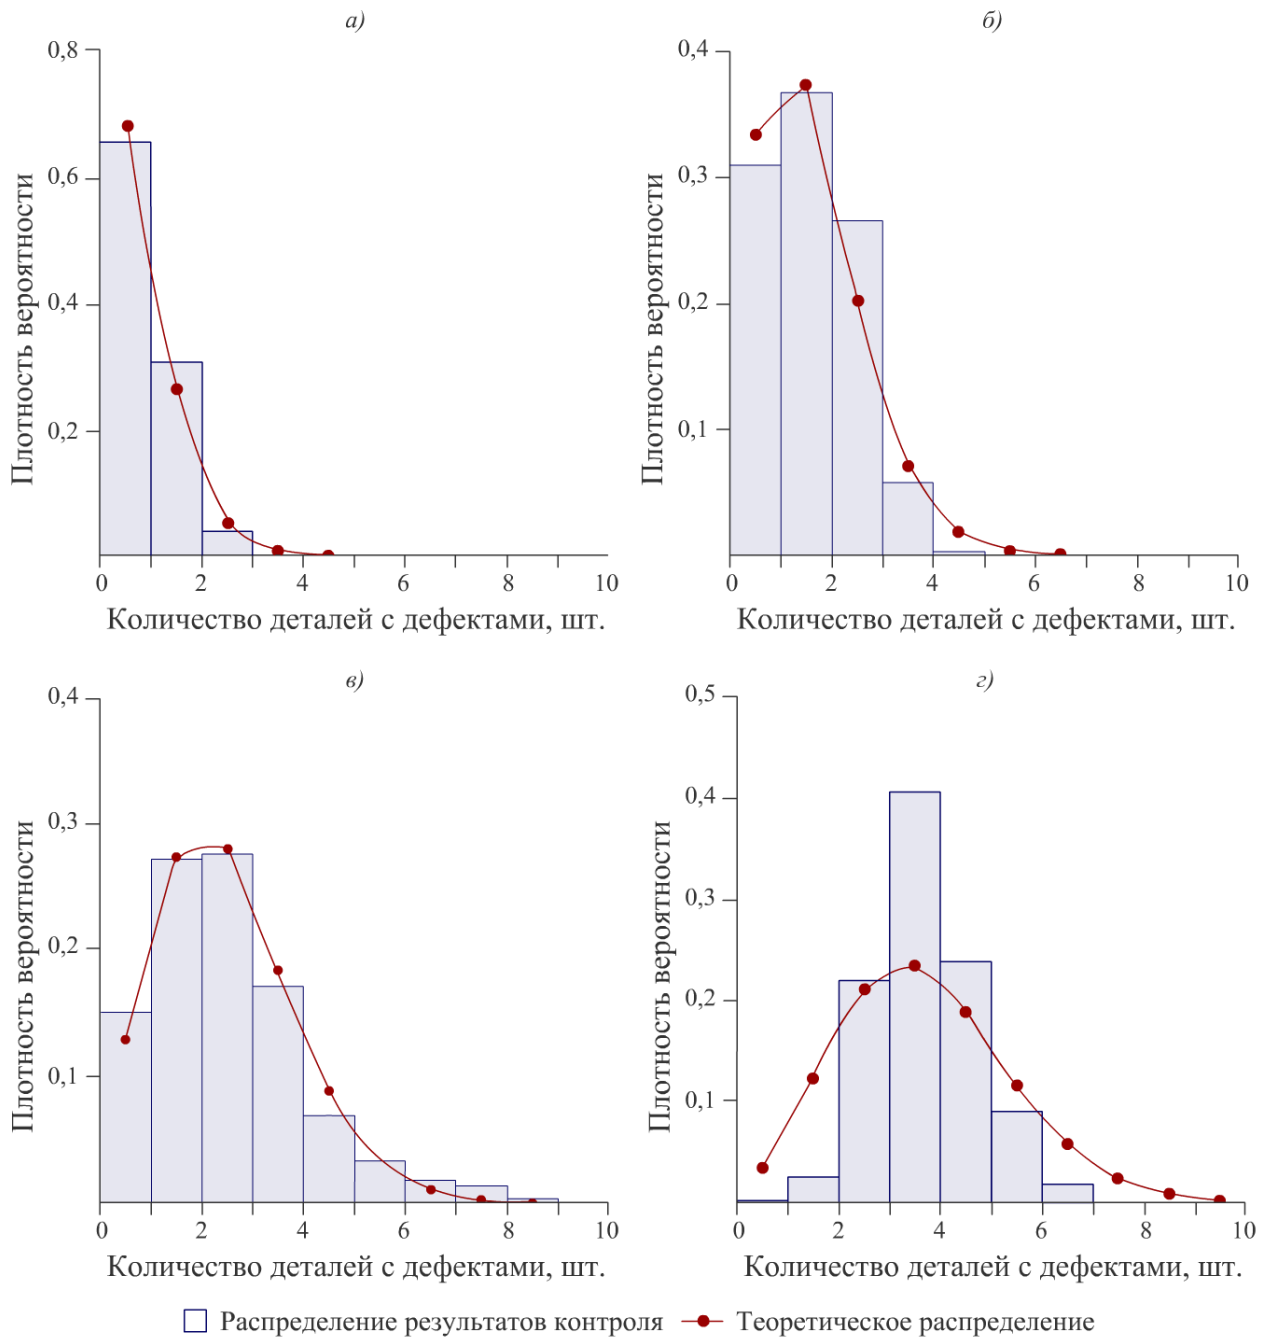 а)
0,8
0,6
0,4
0,2
0 2 4 6 8 10
Плотность вероятности
Количество деталей с дефектами, шт.
б)
0,4
0,3
0,2
0,1
0 2 4 6 8 10
Плотность вероятности
Количество деталей с дефектами, шт.
в)
0,4
0,3
0,2
0,1
0 2 4 6 8 10
Плотность вероятности
Количество деталей с дефектами, шт.
г)
0,5
0,4
0,3
0,2
0,1
0 2 4 6 8 10
Плотность вероятности
Количество деталей с дефектами, шт.
Распределение результатов контроля
Теоретическое распределение